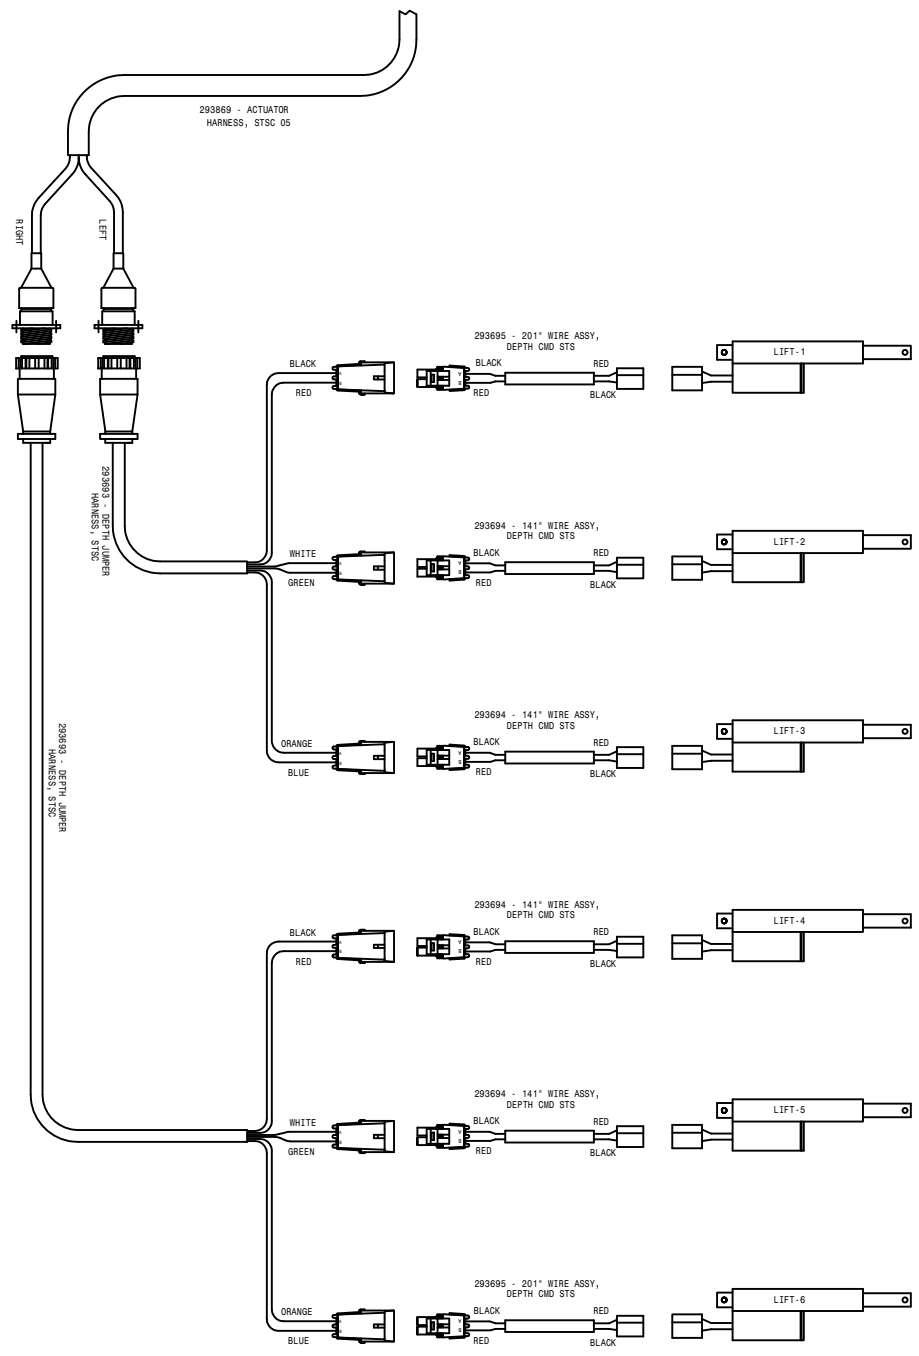 293869 - ACTUATOR
HARNESS, STSC 05
RIGHT
LEFT
293693 - DEPTH JUMPER
HARNESS, STSC
293693 - DEPTH JUMPER
HARNESS, STSC
BLACK
RED
A
B
293695 - 201" WIRE ASSY,
DEPTH CMD STS
BLACK
RED
A
B
RED
BLACK
LIFT-1
WHITE
GREEN
A
B
293694 - 141" WIRE ASSY,
DEPTH CMD STS
BLACK
RED
A
B
RED
BLACK
LIFT-2
ORANGE
BLUE
A
B
293694 - 141" WIRE ASSY,
DEPTH CMD STS
BLACK
RED
A
B
RED
BLACK
LIFT-3
BLACK
RED
A
B
293694 - 141" WIRE ASSY,
DEPTH CMD STS
BLACK
RED
A
B
RED
BLACK
LIFT-4
WHITE
GREEN
A
B
293694 - 141" WIRE ASSY,
DEPTH CMD STS
BLACK
RED
A
B
RED
BLACK
LIFT-5
ORANGE
BLUE
A
B
293695 - 201" WIRE ASSY,
DEPTH CMD STS
BLACK
RED
A
B
RED
BLACK
LIFT-6